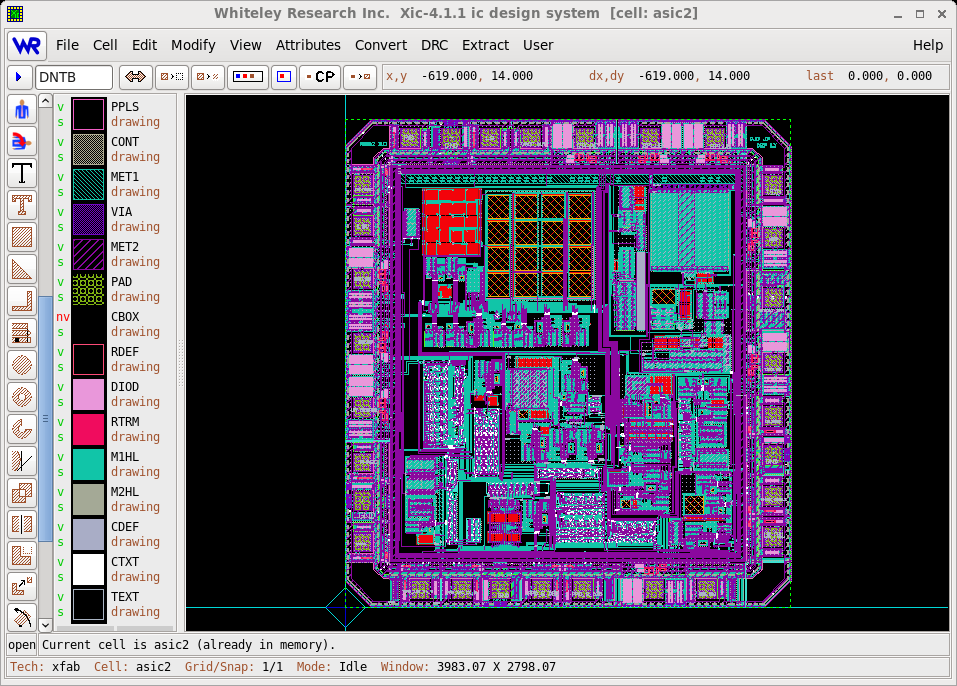 Whiteley Research Inc.  Xic-4.1.1 ic design system  [cell: asic2]
WR File Cell Edit Modify View Attributes Convert DRC Extract User Help
DNTB CP x,y -619.000, 14.000 dx,dy -619.000, 14.000 last 0.000, 0.000
v PPLS
s drawing
v CONT
s drawing
v MET1
s drawing
v VIA
s drawing
v MET2
s drawing
v PAD
s drawing
nv CBOX
s drawing
v RDEF
s drawing
v DIOD
s drawing
v RTRM
s drawing
v M1HL
s drawing
v M2HL
s drawing
v CDEF
s drawing
v CTXT
s drawing
v TEXT
s drawing
T
T
open Current cell is asic2 (already in memory).
Tech: xfab Cell: asic2 Grid/Snap: 1/1 Mode: Idle Window: 3983.07 X 2798.07